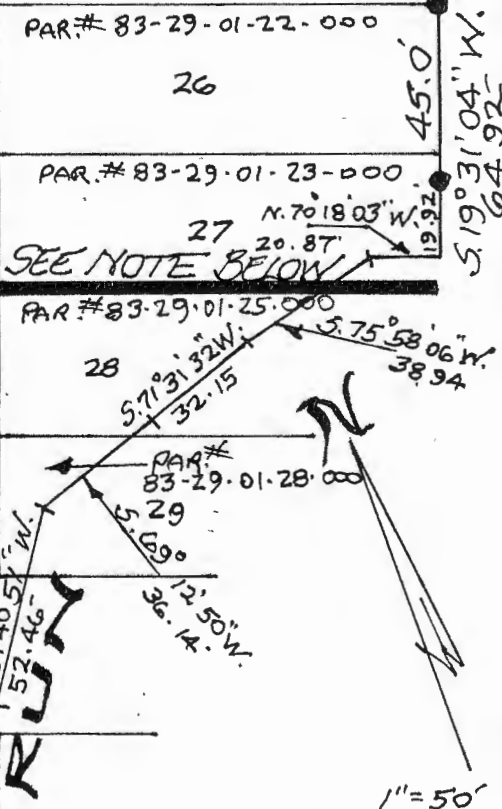 PAR.# 83-29-01-22-000
26
45.0'
S.19°31'04"W.
64.92
PAR.# 83-29-01-23-000
27
N.70°18'03"W.
20.87'
19.92'
SEE NOTE BELOW
PAR.# 83-29-01-25.000
28
S.71°31'32"W.
32.15
S.75°58'06"W.
38.94
N
PAR.#
83-29-01-28-000
29
S.69°
12'50"W.
36.14
52.46
RUN
1"=50'